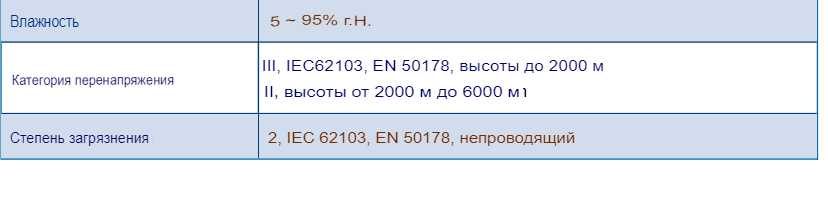 Влажность
5 ~ 95% г.Н.
Категория перенапряжения
III, IEC62103, EN 50178, высоты до 2000 м
II, высоты от 2000 м до 6000 м
Степень загрязнения
2, IEC 62103, EN 50178, непроводящий